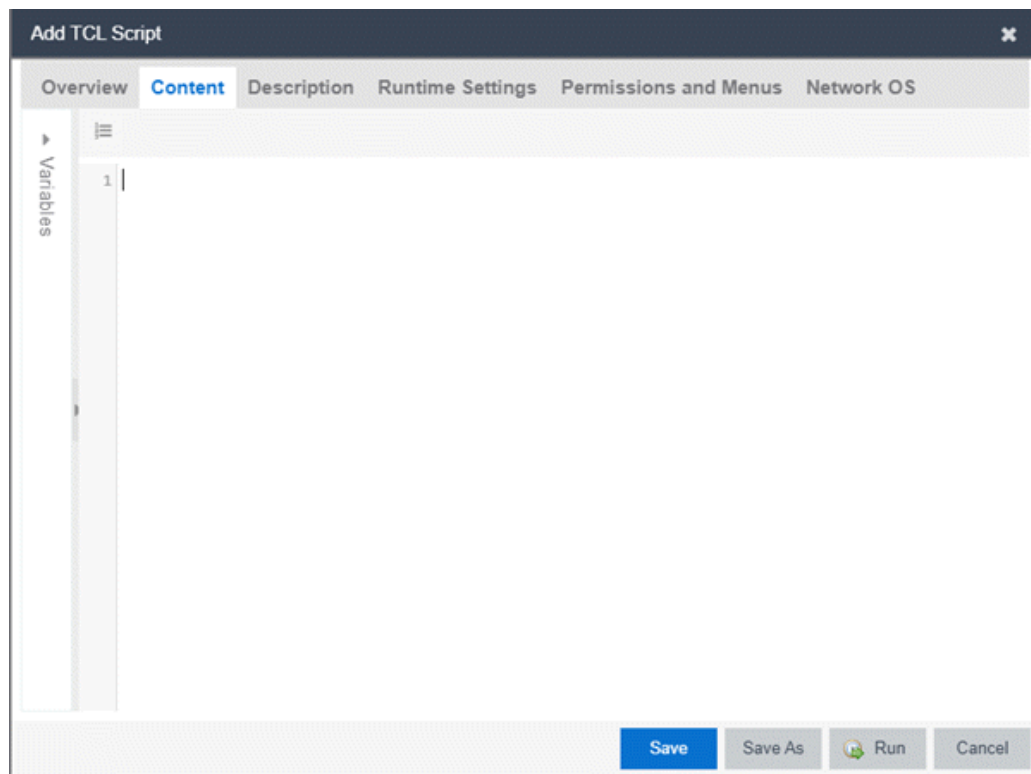 Add TCL Script
Overview Content Description Runtime Settings Permissions and Menus Network OS
Variables
1
Save Save As Run Cancel